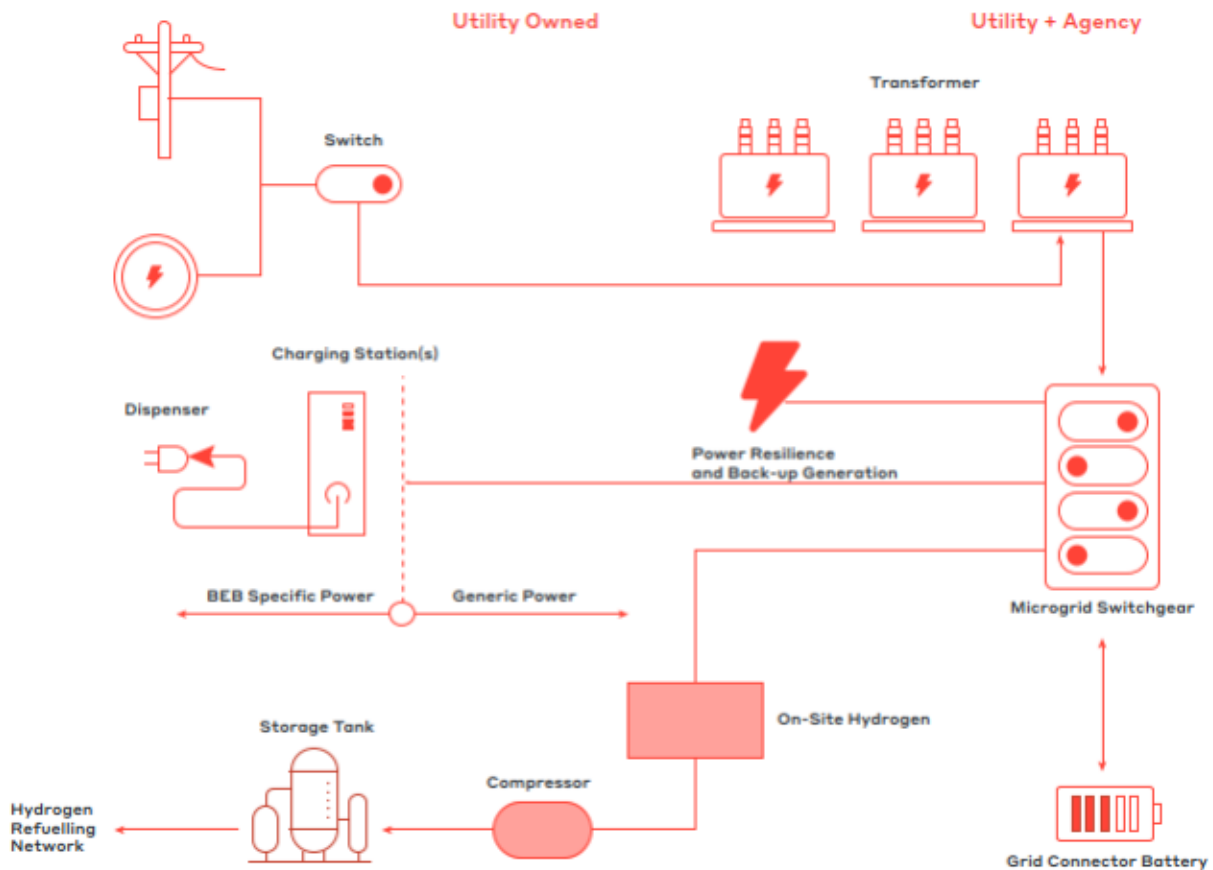 Utility Owned
Utility + Agency
Transformer
Switch
Charging Station(s)
Dispenser
Power Resilience
and Back-up Generation
BEB Specific Power
Generic Power
Microgrid Switchgear
On-Site Hydrogen
Storage Tank
Compressor
Hydrogen
Refuelling
Network
Grid Connector Battery